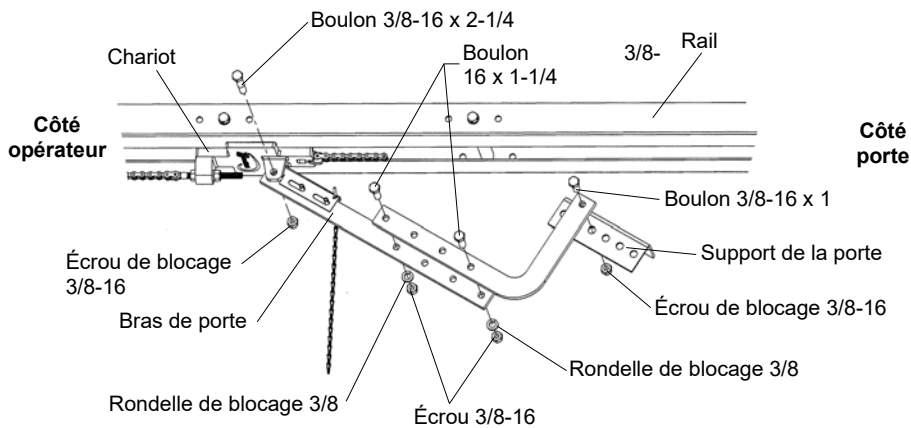 Boulon 3/8-16 x 2-1/4
Chariot
Boulon
16 x 1-1/4
3/8-
Rail
Côté
opérateur
Côté
porte
Boulon 3/8-16 x 1
Support de la porte
Écrou de blocage
3/8-16
Écrou de blocage 3/8-16
Bras de porte
Rondelle de blocage 3/8
Rondelle de blocage 3/8
Écrou 3/8-16